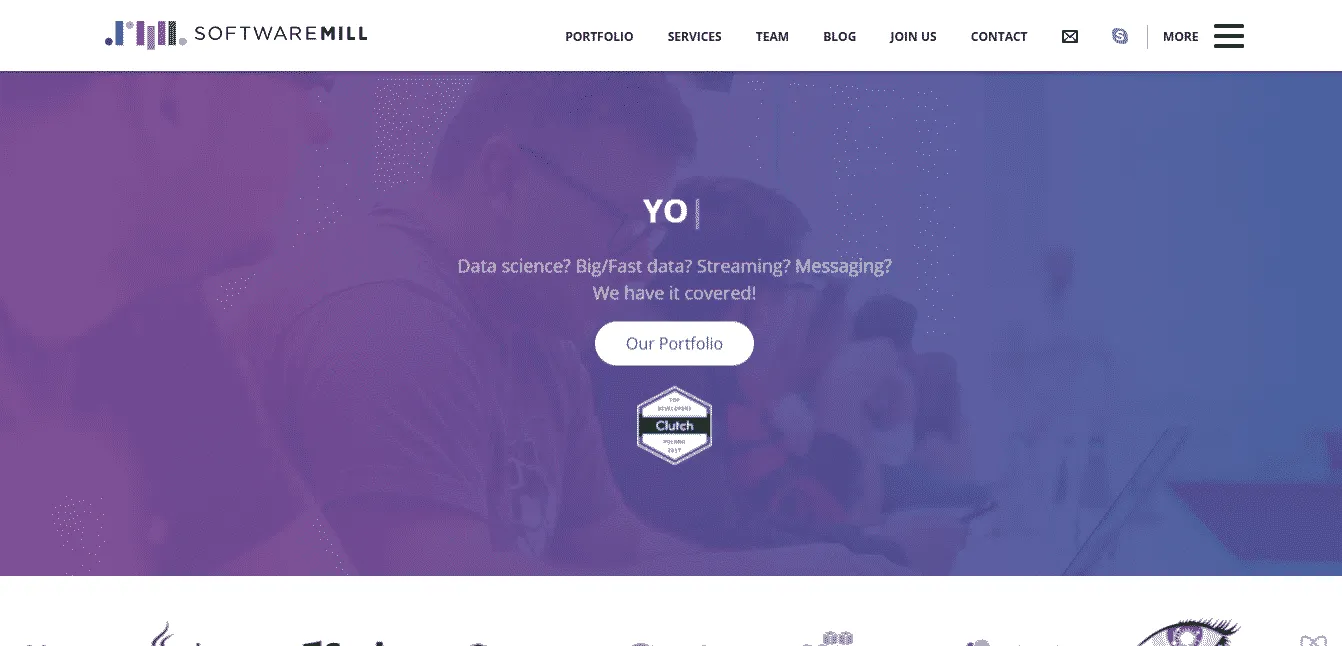 SOFTWAREMILL
PORTFOLIO SERVICES TEAM BLOG JOIN US CONTACT MORE
YO
Data science? Big/Fast data? Streaming? Messaging?
We have it covered!
Our Portfolio
TOP
DEVELOPERS
Clutch
POLAND
2017